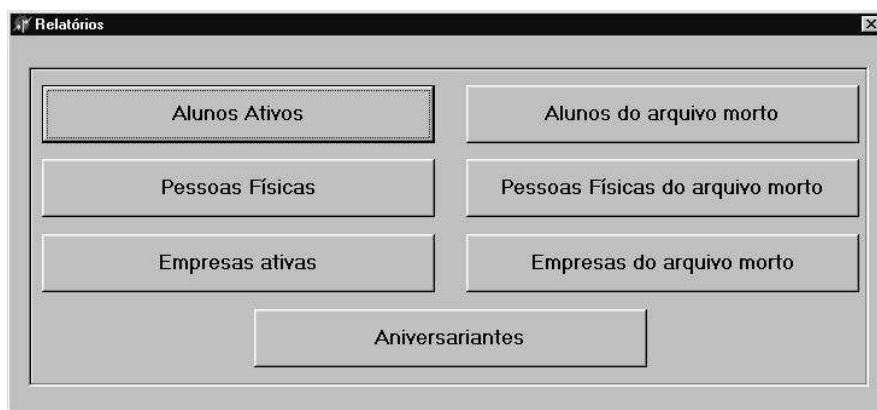 Relatórios
Alunos Ativos
Alunos do arquivo morto
Pessoas Físicas
Pessoas Físicas do arquivo morto
Empresas ativas
Empresas do arquivo morto
Aniversariantes